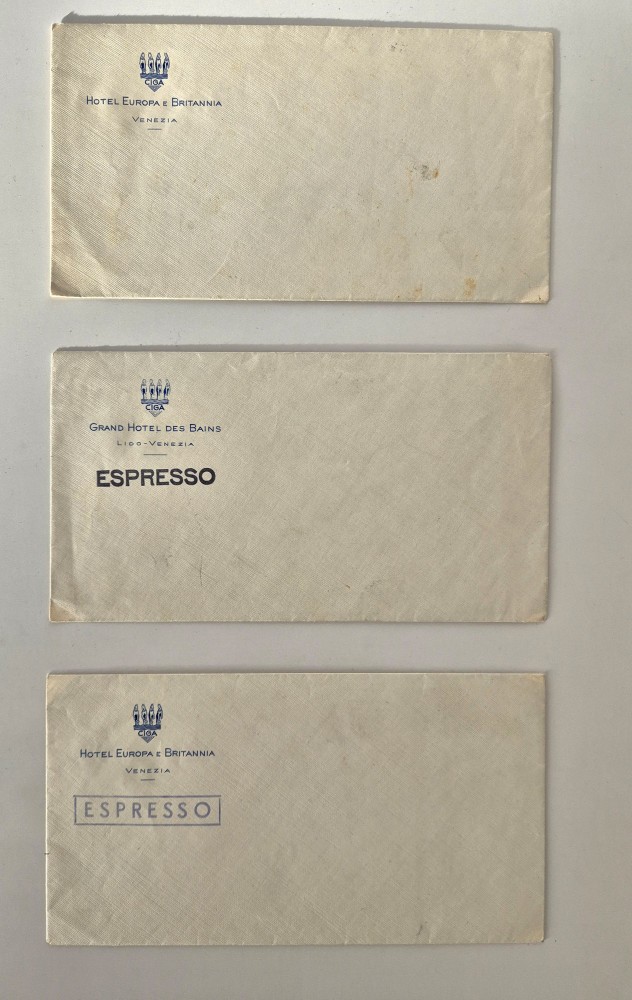 CIGA
HOTEL EUROPA E BRITANNIA
VENEZIA
CIGA
GRAND HOTEL DES BAINS
LIDO-VENEZIA
ESPRESSO
CIGA
HOTEL EUROPA E BRITANNIA
VENEZIA
ESPRESSO